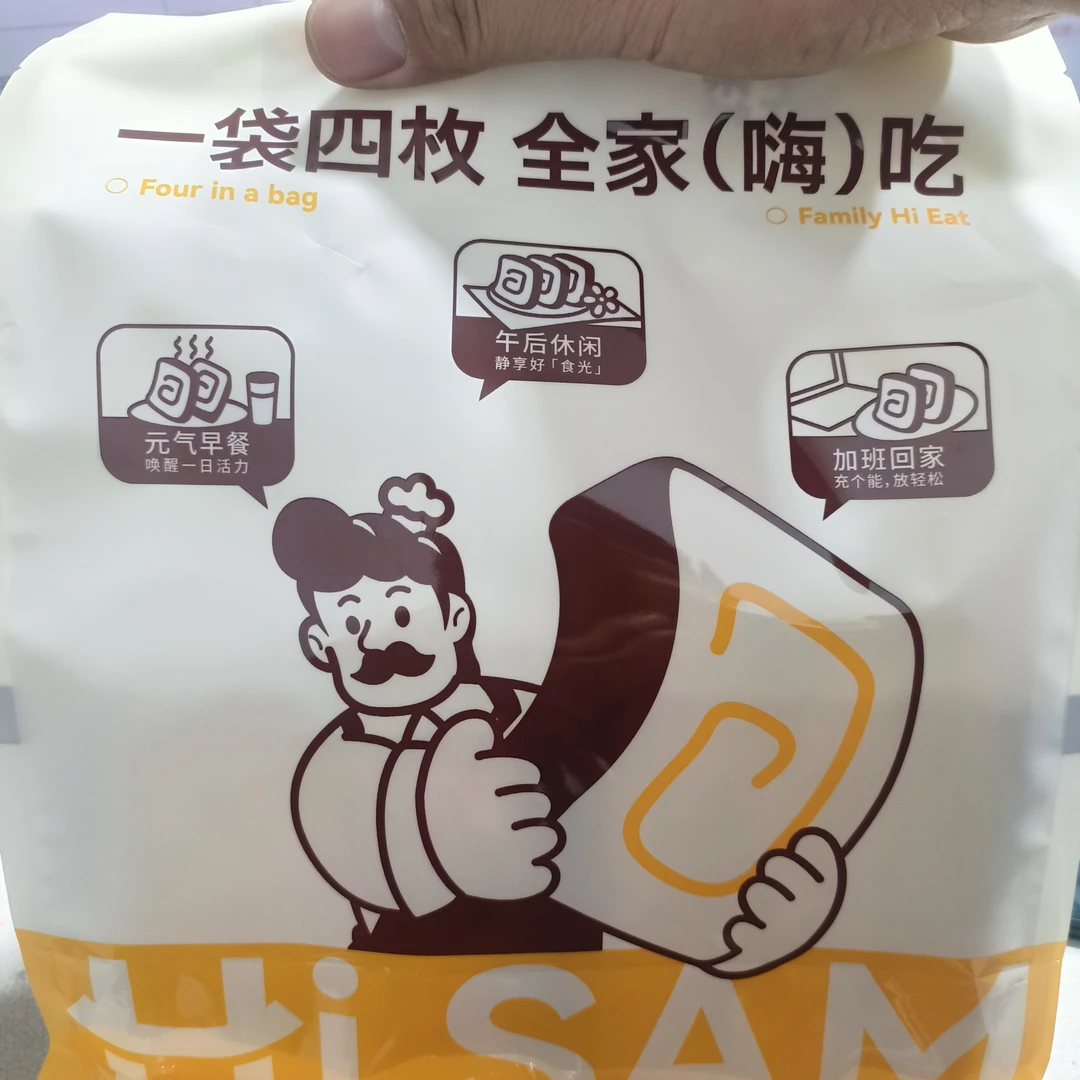 一袋四枚 全家(嗨)吃
Four in a bag
Family Hi Eat
午后休闲
静享好「食光」
元气早餐
唤醒一日活力
加班回家
充个能,放轻松
Hi SAM